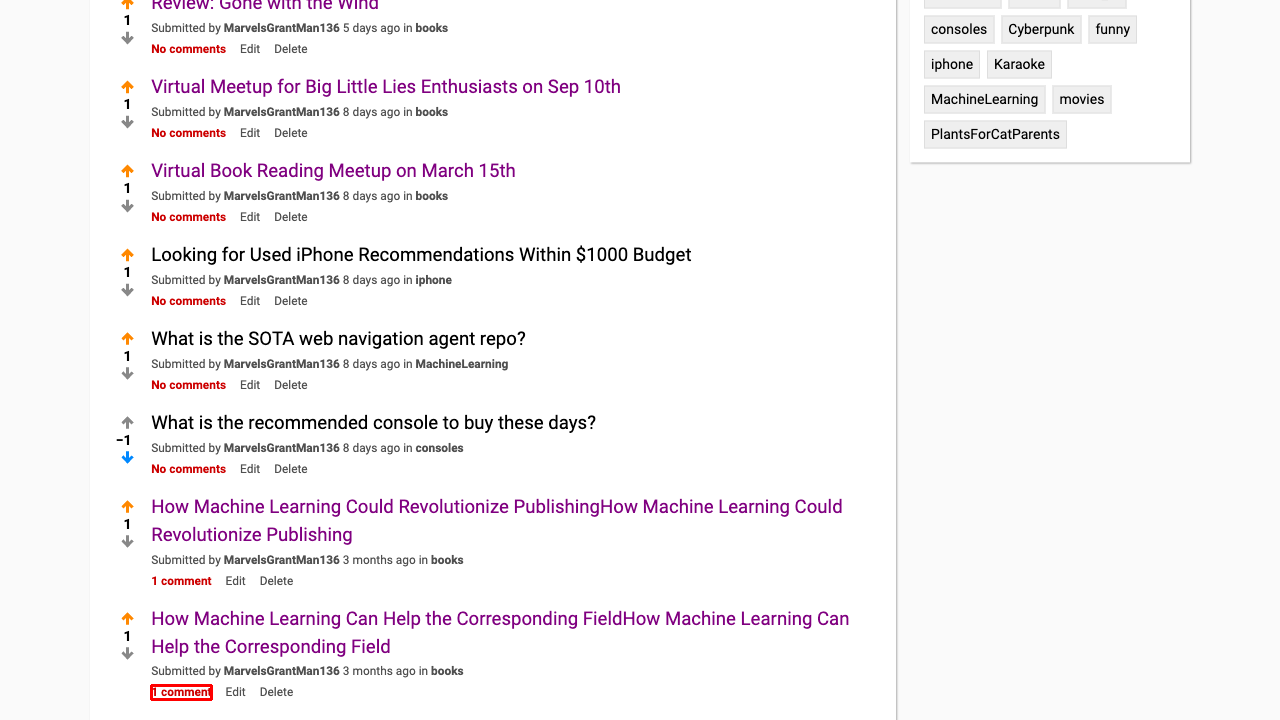 Review: Gone with the Wind
1
Submitted by MarvelsGrantMan136 5 days ago in books
No comments Edit Delete
Virtual Meetup for Big Little Lies Enthusiasts on Sep 10th
1
Submitted by MarvelsGrantMan136 8 days ago in books
No comments Edit Delete
Virtual Book Reading Meetup on March 15th
1
Submitted by MarvelsGrantMan136 8 days ago in books
No comments Edit Delete
Looking for Used iPhone Recommendations Within $1000 Budget
1
Submitted by MarvelsGrantMan136 8 days ago in iphone
No comments Edit Delete
What is the SOTA web navigation agent repo?
1
Submitted by MarvelsGrantMan136 8 days ago in MachineLearning
No comments Edit Delete
What is the recommended console to buy these days?
−1
Submitted by MarvelsGrantMan136 8 days ago in consoles
No comments Edit Delete
How Machine Learning Could Revolutionize PublishingHow Machine Learning Could
Revolutionize Publishing
1
Submitted by MarvelsGrantMan136 3 months ago in books
1 comment Edit Delete
How Machine Learning Can Help the Corresponding FieldHow Machine Learning Can
Help the Corresponding Field
1
Submitted by MarvelsGrantMan136 3 months ago in books
1 comment Edit Delete
consoles Cyberpunk funny
iphone Karaoke
MachineLearning movies
PlantsForCatParents